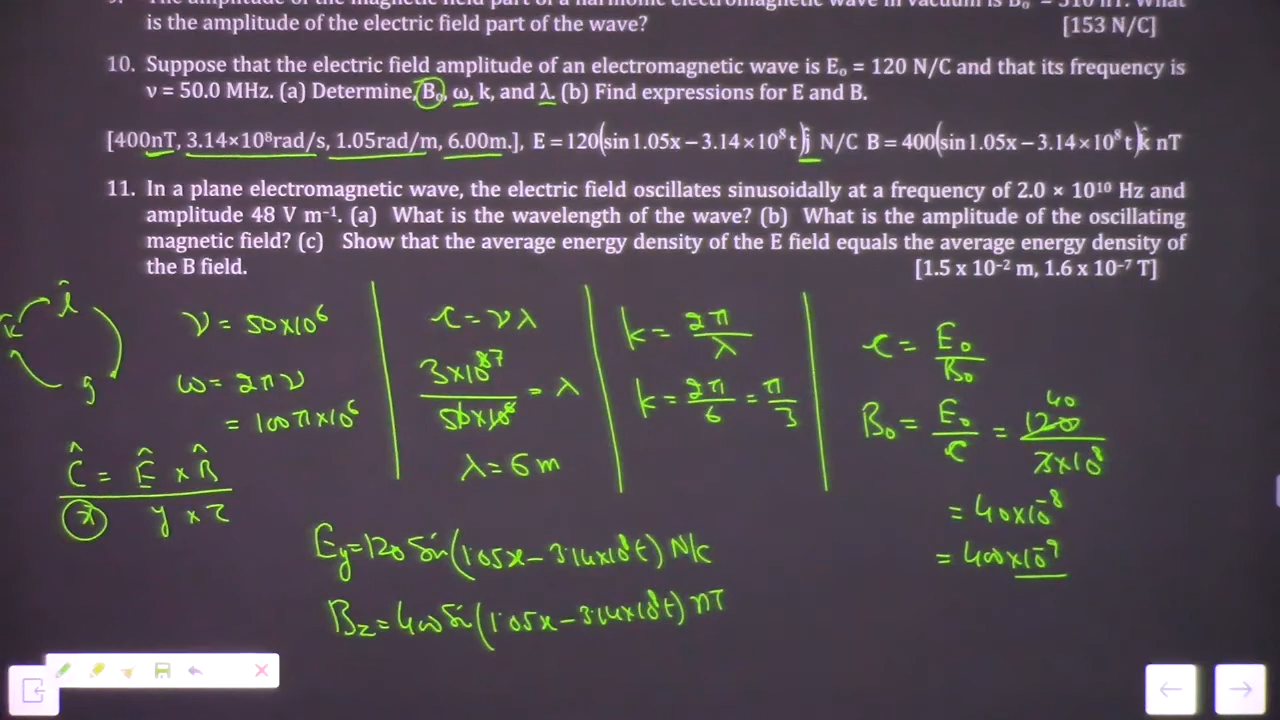 is the amplitude of the electric field part of the wave? [153 N/C]
10. Suppose that the electric field amplitude of an electromagnetic wave is Eₒ = 120 N/C and that its frequency is
ν = 50.0 MHz. (a) Determine, Bₒ, ω, k, and λ. (b) Find expressions for E and B.
[400nT, 3.14×10⁸rad/s, 1.05rad/m, 6.00m.], E = 120(sin1.05x – 3.14×10⁸t)j N/C B = 400(sin1.05x – 3.14×10⁸t)k nT
11. In a plane electromagnetic wave, the electric field oscillates sinusoidally at a frequency of 2.0 × 10¹⁰ Hz and
amplitude 48 V m⁻¹. (a) What is the wavelength of the wave? (b) What is the amplitude of the oscillating
magnetic field? (c) Show that the average energy density of the E field equals the average energy density of
the B field. [1.5 x 10⁻² m, 1.6 x 10⁻⁷ T]
ν = 50×10⁶
ω = 2πν
= 100π×10⁶
Ĉ = Ê × B̂
x y × z
c = νλ
3×10⁸ 7 / 50×10⁶ = λ
λ = 6 m
k = 2π/λ
k = 2π/6 = π/3
c = E₀/B₀
B₀ = E₀/c = 120 40 / 3×10⁸
= 40×10⁻⁸
= 400×10⁻⁹
Ey = 120 Sin(1.05x – 3.14×10⁸t) N/c
Bz = 400 Sin(1.05x – 3.14×10⁸t) nT